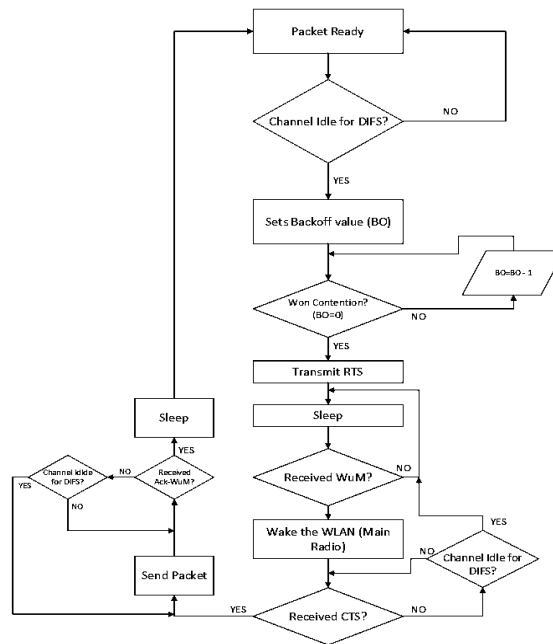 Packet Ready
Channel Idle for DIFS?
NO
YES
Sets Backoff value (BO)
BO=BO - 1
Won Contention?
(BO=0)
NO
YES
Transmit RTS
Sleep
Sleep
YES
Channel Idide
for DIFS?
YES
NO
Received
Ack-WuM?
NO
Received WuM?
NO
YES
Wake the WLAN (Main
Radio)
NO
Channel Idle for
DIFS?
Send Packet
YES
Received CTS?
NO